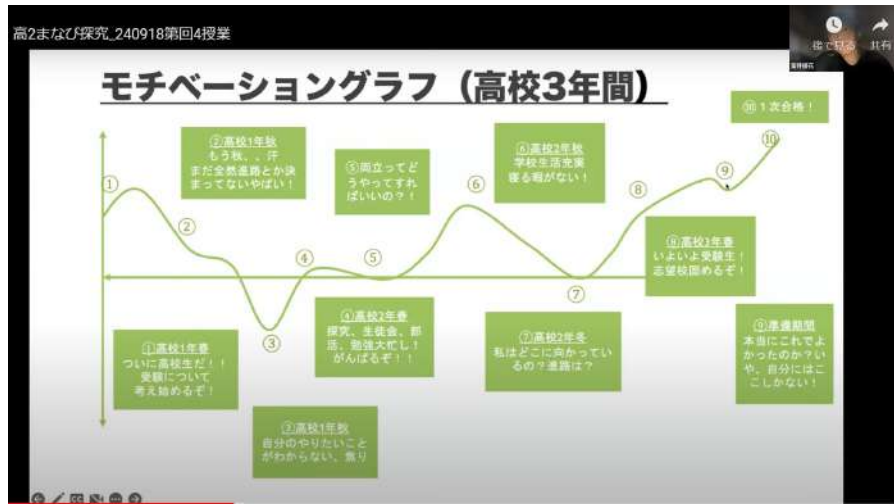 高2まなび探究_240918第回4授業
後で見る
共有
モチベーショングラフ（高校3年間）
⑩１次合格！
⑩
②高校1年秋
もう秋、、汗
まだ全然進路とか決
まってないやばい！
⑤両立ってど
うやってすれ
ばいいの？！
⑥高校2年秋
学校生活充実
寝る暇がない！
①
②
③
④
⑤
⑥
⑦
⑧
⑨
⑧高校3年春
いよいよ受験生！
志望校固めるぞ！
①高校1年春
ついに高校生だ！！
受験について
考え始めるぞ！
④高校2年春
探究、生徒会、部
活、勉強大忙し！
がんばるぞ！！
⑦高校2年冬
私はどこに向かってい
るの？進路は？
⑨準備期間
本当にこれでよ
かったのか？い
や、自分にはこ
こしかない！
③高校1年秋
自分のやりたいこと
がわからない、焦り